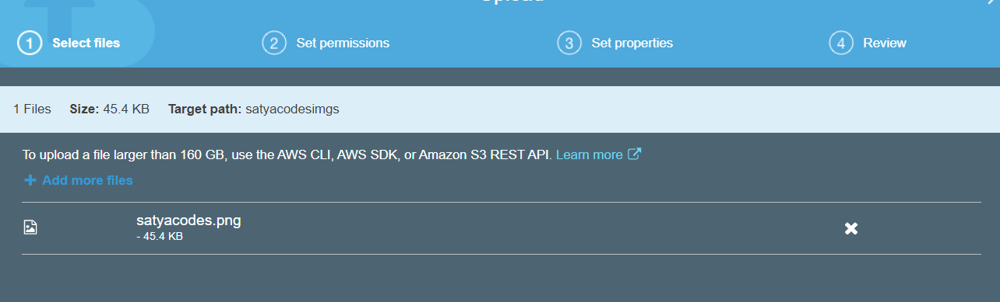 Upload
1 Select files
2 Set permissions
3 Set properties
4 Review
1 Files Size: 45.4 KB Target path: satyacodesimgs
To upload a file larger than 160 GB, use the AWS CLI, AWS SDK, or Amazon S3 REST API. Learn more
Add more files
satyacodes.png
- 45.4 KB